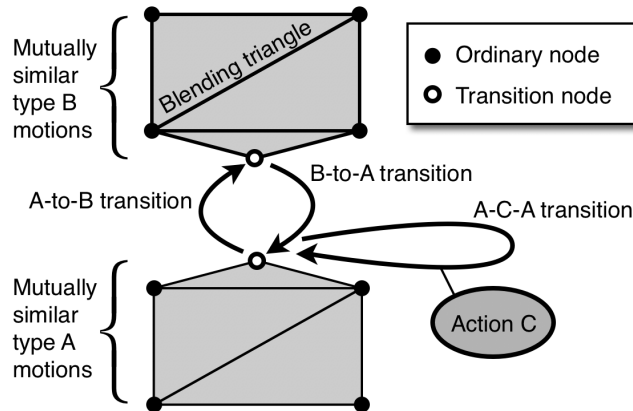 Mutually
similar
type B
motions
Blending triangle
Ordinary node
Transition node
A-to-B transition
B-to-A transition
A-C-A transition
Mutually
similar
type A
motions
Action C